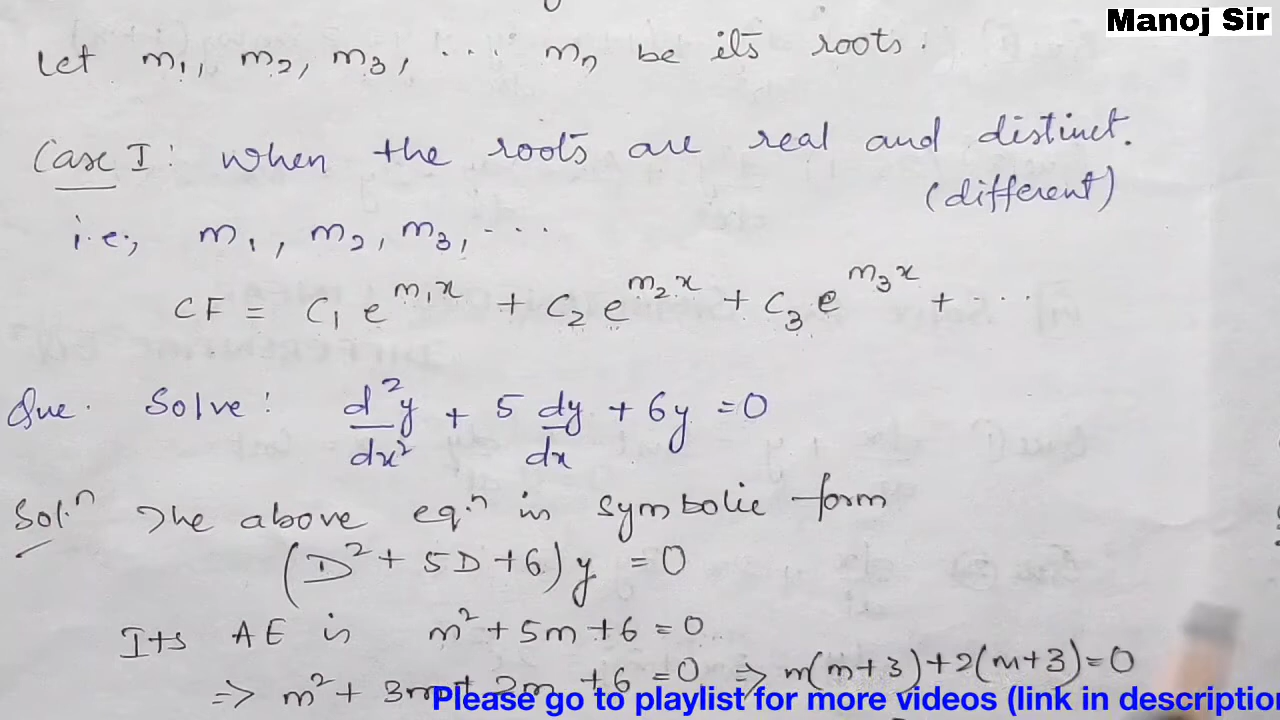 Manoj Sir
Let m₁, m₂, m₃, ... mₙ be its roots.
Case I: When the roots are real and distinct.
(different)
i.e., m₁, m₂, m₃, ...
CF = C₁ e^{m₁x} + C₂ e^{m₂x} + C₃ e^{m₃x} + ...
Que. Solve: d²y/dx² + 5 dy/dx + 6y = 0
Sol.ⁿ The above eq.ⁿ in symbolic form
(D² + 5D + 6) y = 0
Its AE is m² + 5m + 6 = 0
⇒ m² + 3m + 2m + 6 = 0 ⇒ m(m+3)+2(m+3)=0
Please go to playlist for more videos (link in description